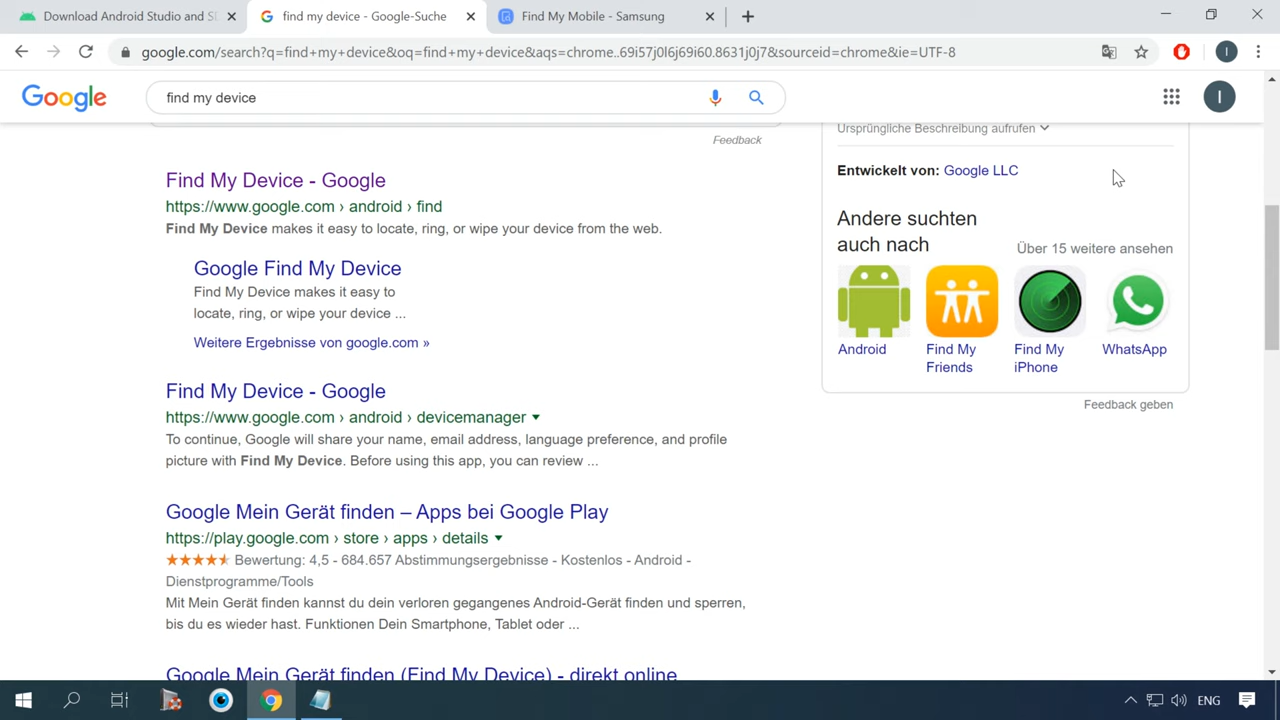 Download Android Studio and SD
find my device - Google-Suche
Find My Mobile - Samsung
google.com/search?q=find+my+device&oq=find+my+device&aqs=chrome..69i57j0l6j69i60.8631j0j7&sourceid=chrome&ie=UTF-8
Google
find my device
I
Feedback
Find My Device - Google
https://www.google.com › android › find
Find My Device makes it easy to locate, ring, or wipe your device from the web.
Google Find My Device
Find My Device makes it easy to
locate, ring, or wipe your device ...
Weitere Ergebnisse von google.com »
Find My Device - Google
https://www.google.com › android › devicemanager
To continue, Google will share your name, email address, language preference, and profile
picture with Find My Device. Before using this app, you can review ...
Google Mein Gerät finden – Apps bei Google Play
https://play.google.com › store › apps › details
Bewertung: 4,5 - 684.657 Abstimmungsergebnisse - Kostenlos - Android -
Dienstprogramme/Tools
Mit Mein Gerät finden kannst du dein verloren gegangenes Android-Gerät finden und sperren,
bis du es wieder hast. Funktionen Dein Smartphone, Tablet oder ...
Google Mein Gerät finden (Find My Device) - direkt online
Ursprüngliche Beschreibung aufrufen
Entwickelt von: Google LLC
Andere suchten
auch nach
Über 15 weitere ansehen
Android
Find My
Friends
Find My
iPhone
WhatsApp
Feedback geben
ENG